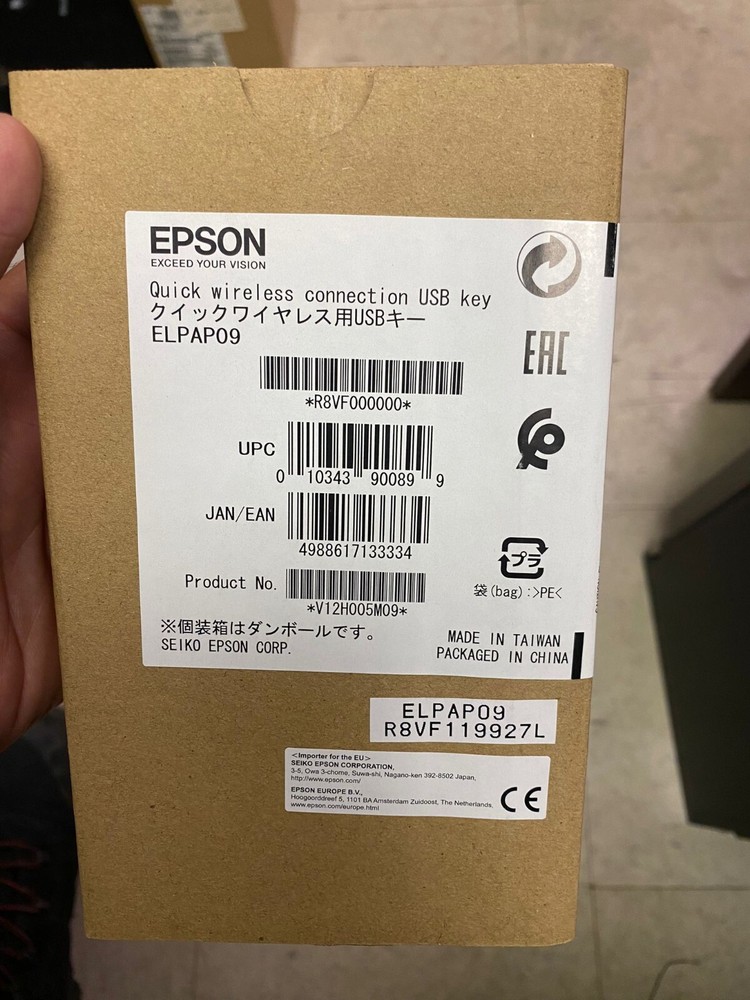 EPSON
EXCEED YOUR VISION
Quick wireless connection USB key
クイックワイヤレス用USBキー
ELPAP09
EAC
*R8VF000000*
UPC
0 10343 90089 9
JAN/EAN
4988617133334
プラ
袋(bag):>PE<
Product No.
*V12H005M09*
※個装箱はダンボールです。
SEIKO EPSON CORP.
MADE IN TAIWAN
PACKAGED IN CHINA
ELPAP09
R8VF119927L
<Importer for the EU>
SEIKO EPSON CORPORATION,
3-5, Owa 3-chome, Suwa-shi, Nagano-ken 392-8502 Japan,
http://www.epson.com/
EPSON EUROPE B.V.,
Hoogoorddreef 5, 1101 BA Amsterdam Zuidoost, The Netherlands,
www.epson.com/europe.html
CE